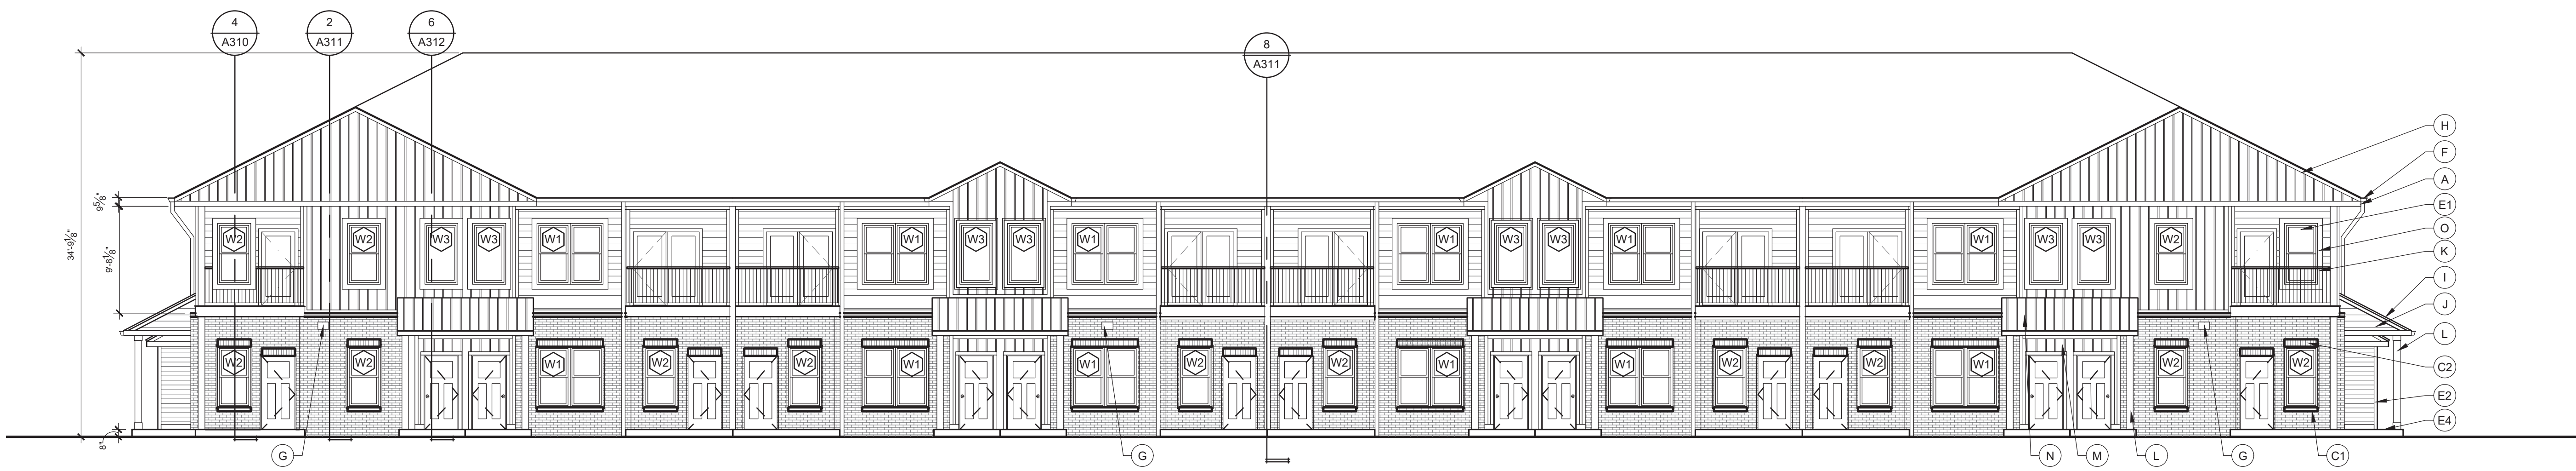 4
A310
2
A311
6
A312
8
A311
H
F
A
E1
O
K
I
J
L
C2
E2
E4
34'-9 1/8"
9 5/8"
9'-8 1/8"
8"
W2 W2 W3 W3 W1 W1 W3 W3 W1 W1 W3 W3 W1 W1 W3 W3 W2
W2 W2 W1 W2 W2 W1 W1 W2 W2 W1 W1 W2 W2 W1 W2 W2
G G N M L G C1